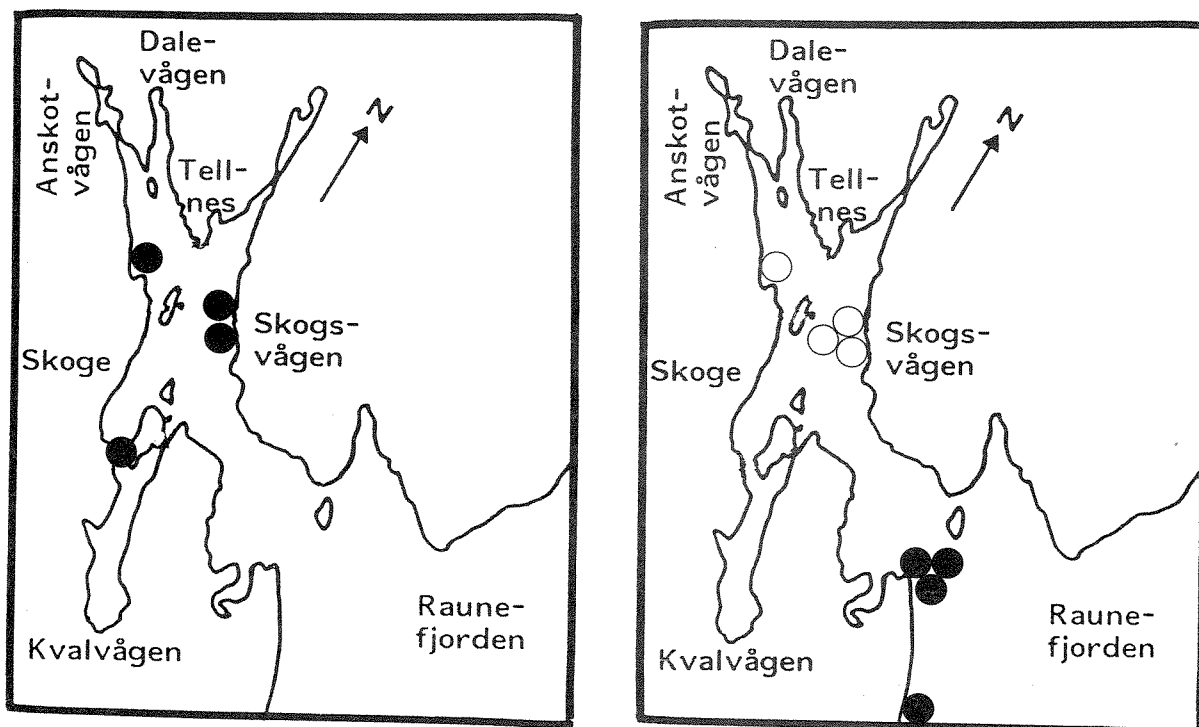 Dale-
vågen
Anskot-
vågen
N
Tell-
nes
Skogs-
vågen
Skoge
Raune-
fjorden
Kvalvågen
Dale-
vågen
Anskot-
vågen
N
Tell-
nes
Skogs-
vågen
Skoge
Raune-
fjorden
Kvalvågen